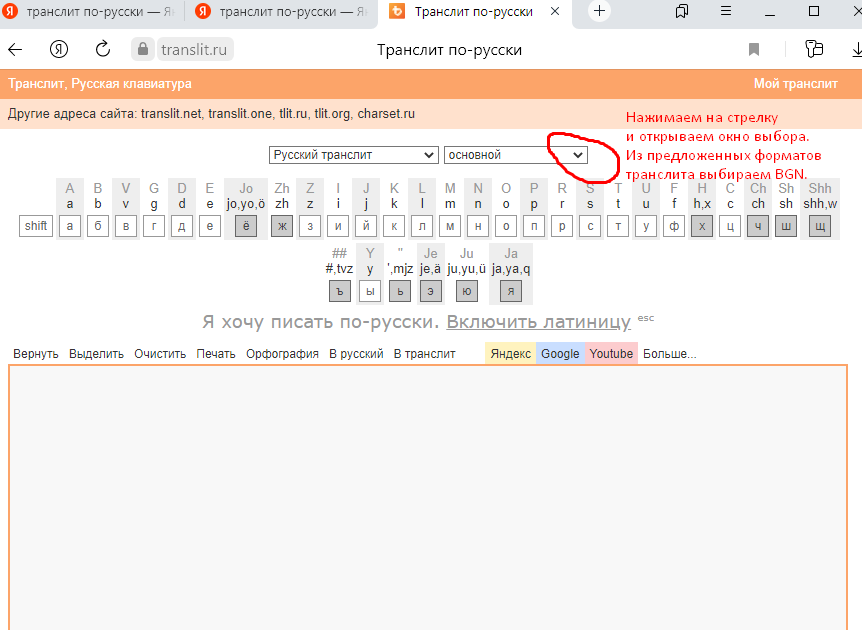 транслит по-русски — Я транслит по-русски — Я Транслит по-русски
translit.ru Транслит по-русски
Транслит, Русская клавиатура Мой транслит
Другие адреса сайта: translit.net, translit.one, tlit.ru, tlit.org, charset.ru
Нажимаем на стрелку
и открываем окно выбора.
Из предложенных форматов
транслита выбираем BGN.
Русский транслит основной
A B V G D E Jo Zh Z I J K L M N O P R S T U F H C Ch Sh Shh
a b v g d e jo,yo,ö zh z i j k l m n o p r s t u f h,x c ch sh shh,w
shift а б в г д е ё ж з и й к л м н о п р с т у ф х ц ч ш щ
## Y " Je Ju Ja
#,tvz y ',mjz je,ä ju,yu,ü ja,ya,q
ъ ы ь э ю я
Я хочу писать по-русски. Включить латиницу esc
Вернуть Выделить Очистить Печать Орфография В русский В транслит Яндекс Google Youtube Больше...